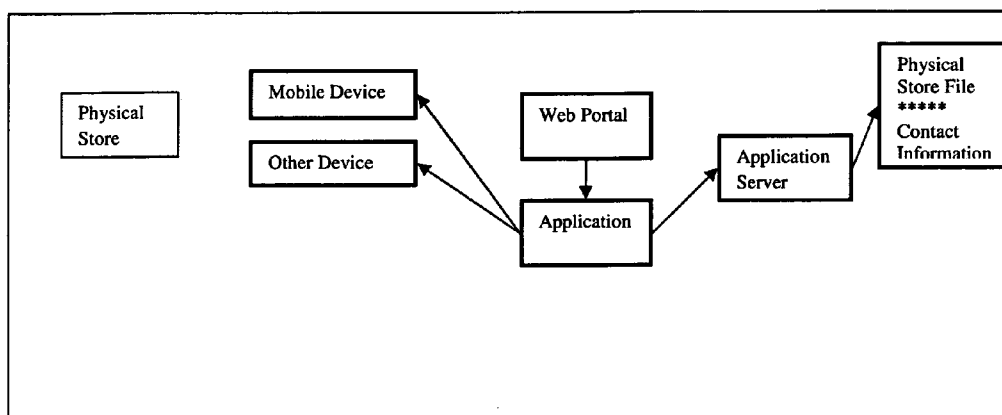 Physical
Store
Mobile Device
Other Device
Web Portal
Application
Application
Server
Physical
Store File
*****
Contact
Information